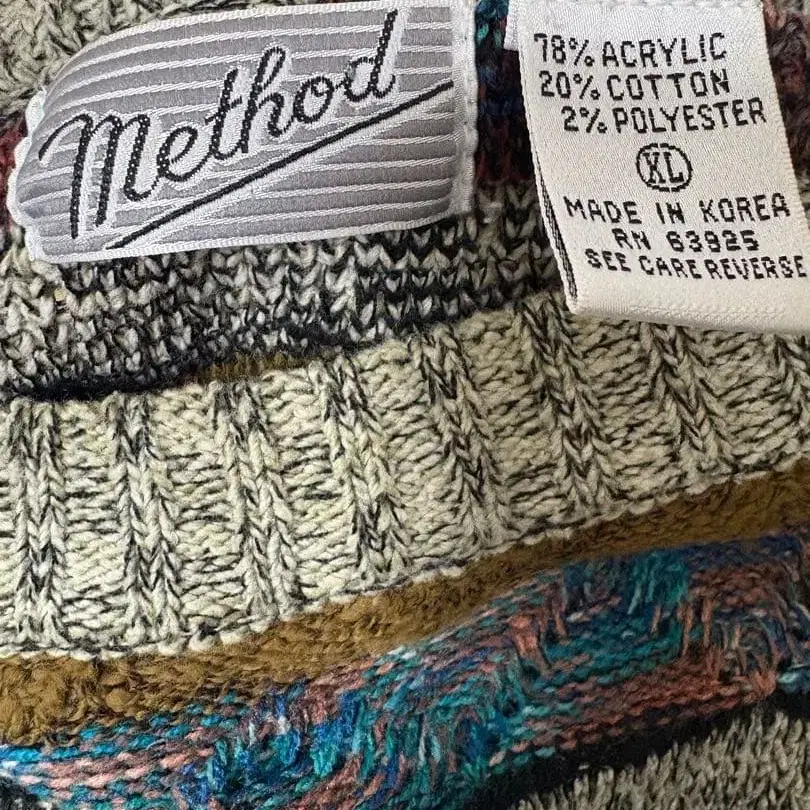 Method
78% ACRYLIC
20% COTTON
2% POLYESTER
XL
MADE IN KOREA
RN 63925
SEE CARE REVERSE